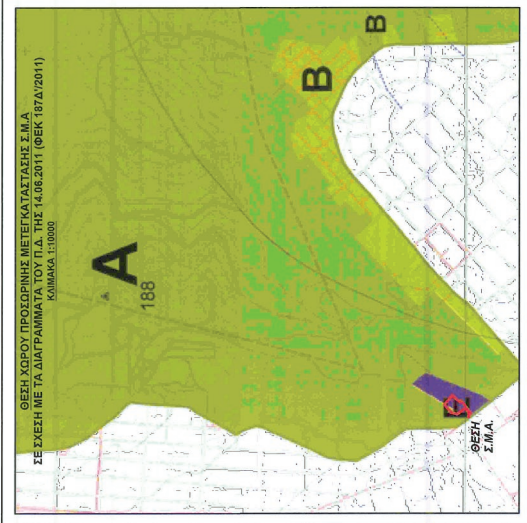 ΘΕΣΗ ΧΩΡΟΥ ΠΡΟΣΩΡΙΝΗΣ ΜΕΤΕΓΚΑΤΑΣΤΑΣΗΣ Σ.Μ.Α
ΣΕ ΣΧΕΣΗ ΜΕ ΤΑ ΔΙΑΓΡΑΜΜΑΤΑ ΤΟΥ Π.Δ. ΤΗΣ 14.06.2011 (ΦΕΚ 187Δ'/2011)
ΚΛΙΜΑΚΑ 1:10000
A
188
B
B
ΘΕΣΗ
Σ.Μ.Α.